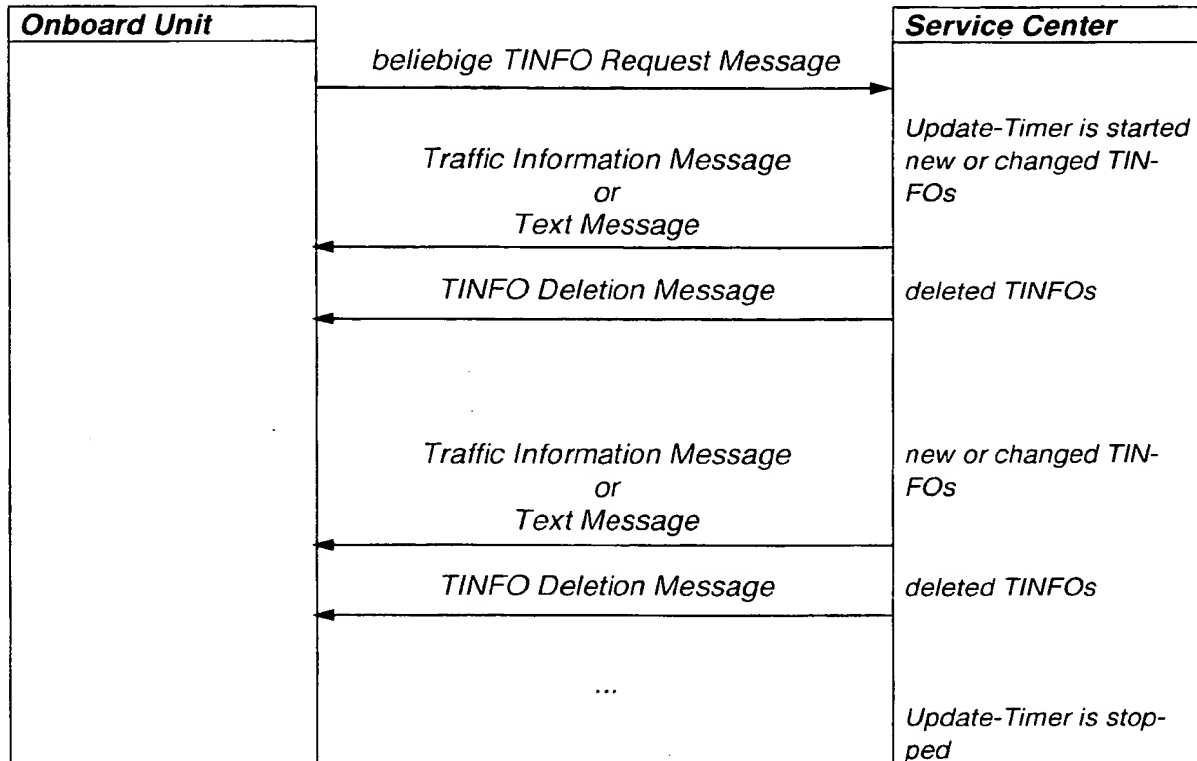 Onboard Unit
Service Center
beliebige TINFO Request Message
Update-Timer is started
new or changed TIN-
FOs
Traffic Information Message
or
Text Message
TINFO Deletion Message
deleted TINFOs
Traffic Information Message
or
Text Message
new or changed TIN-
FOs
TINFO Deletion Message
deleted TINFOs
...
Update-Timer is stop-
ped